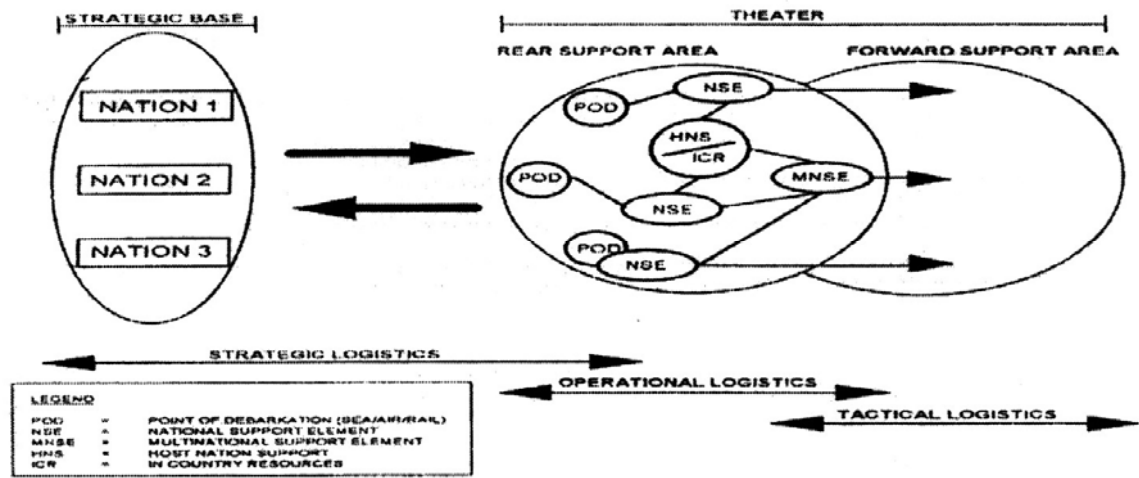 STRATEGIC BASE
THEATER
REAR SUPPORT AREA
FORWARD SUPPORT AREA
NATION 1
NATION 2
NATION 3
POD
NSE
HNS
ICR
POD
MNSE
NSE
POD
NSE
STRATEGIC LOGISTICS
OPERATIONAL LOGISTICS
TACTICAL LOGISTICS
LEGEND
POD = POINT OF DEBARKATION (SEA/AIR/RAIL)
NSE = NATIONAL SUPPORT ELEMENT
MNSE = MULTINATIONAL SUPPORT ELEMENT
HNS = HOST NATION SUPPORT
ICR = IN COUNTRY RESOURCES